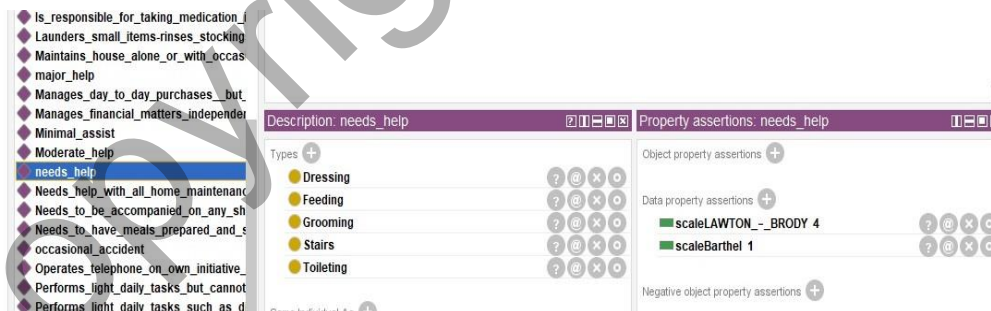 Is_responsible_for_taking_medication_i
Launders_small_items-rinses_stocking
Maintains_house_alone_or_with_occas
major_help
Manages_day_to_day_purchases__but_
Manages_financial_matters_independer
Minimal_assist
Moderate_help
needs_help
Needs_help_with_all_home_maintenanc
Needs_to_be_accompanied_on_any_sh
Needs_to_have_meals_prepared_and_s
occasional_accident
Operates_telephone_on_own_initiative_
Performs_light_daily_tasks_but_cannot
Performs_light_daily_tasks_such_as_d
Description: needs_help
Types
Dressing
Feeding
Grooming
Stairs
Toileting
Property assertions: needs_help
Object property assertions
Data property assertions
scaleLAWTON_-_BRODY 4
scaleBarthel 1
Negative object property assertions